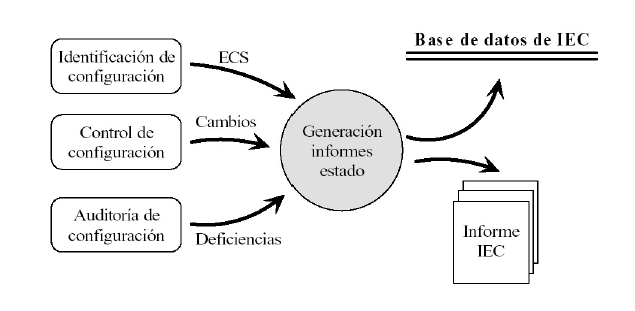 Base de datos de IEC
Identificación de
configuración
ECS
Control de
configuración
Cambios
Generación
informes
estado
Auditoría de
configuración
Deficiencias
Informe
IEC